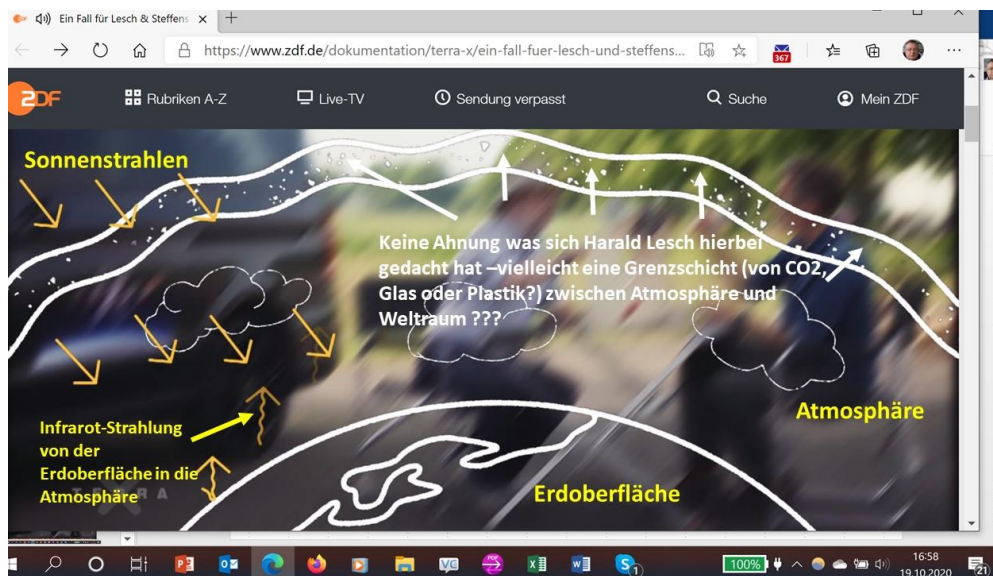 Ein Fall für Lesch & Steffens
https://www.zdf.de/dokumentation/terra-x/ein-fall-fuer-lesch-und-steffens...
367
ZDF
Rubriken A-Z
Live-TV
Sendung verpasst
Suche
Mein ZDF
Sonnenstrahlen
Keine Ahnung was sich Harald Lesch hierbei
gedacht hat –vielleicht eine Grenzschicht (von CO2,
Glas oder Plastik?) zwischen Atmosphäre und
Weltraum ???
Atmosphäre
Infrarot-Strahlung
von der
Erdoberfläche in die
Atmosphäre
Erdoberfläche
100%
16:58
19.10.2020
21